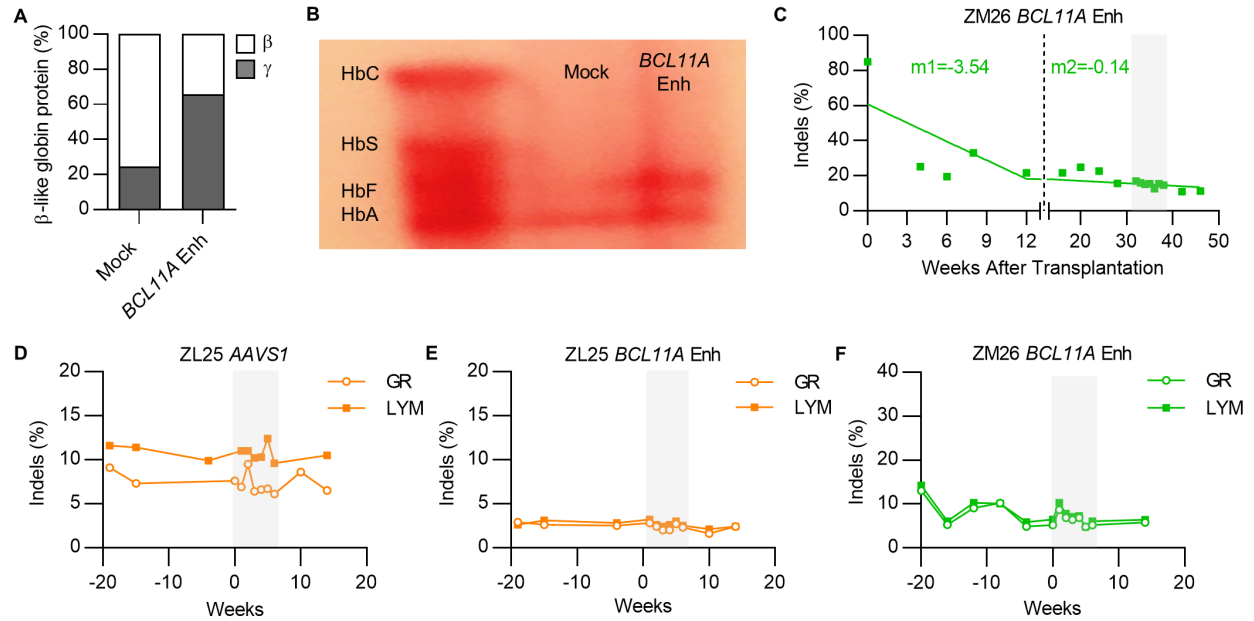 A
β-like globin protein (%)
100
80
60
40
20
0
Mock
BCL11A Enh
β
γ
B
HbC
HbS
HbF
HbA
Mock
BCL11A
Enh
C
ZM26 BCL11A Enh
Indels (%)
100
80
60
40
20
0
m1=-3.54
m2=-0.14
0 3 6 9 12 20 30 40 50
Weeks After Transplantation
D
ZL25 AAVS1
Indels (%)
20
15
10
5
0
GR
LYM
-20 -10 0 10 20
Weeks
E
ZL25 BCL11A Enh
Indels (%)
20
15
10
5
0
GR
LYM
-20 -10 0 10 20
Weeks
F
ZM26 BCL11A Enh
Indels (%)
40
30
20
10
0
GR
LYM
-20 -10 0 10 20
Weeks